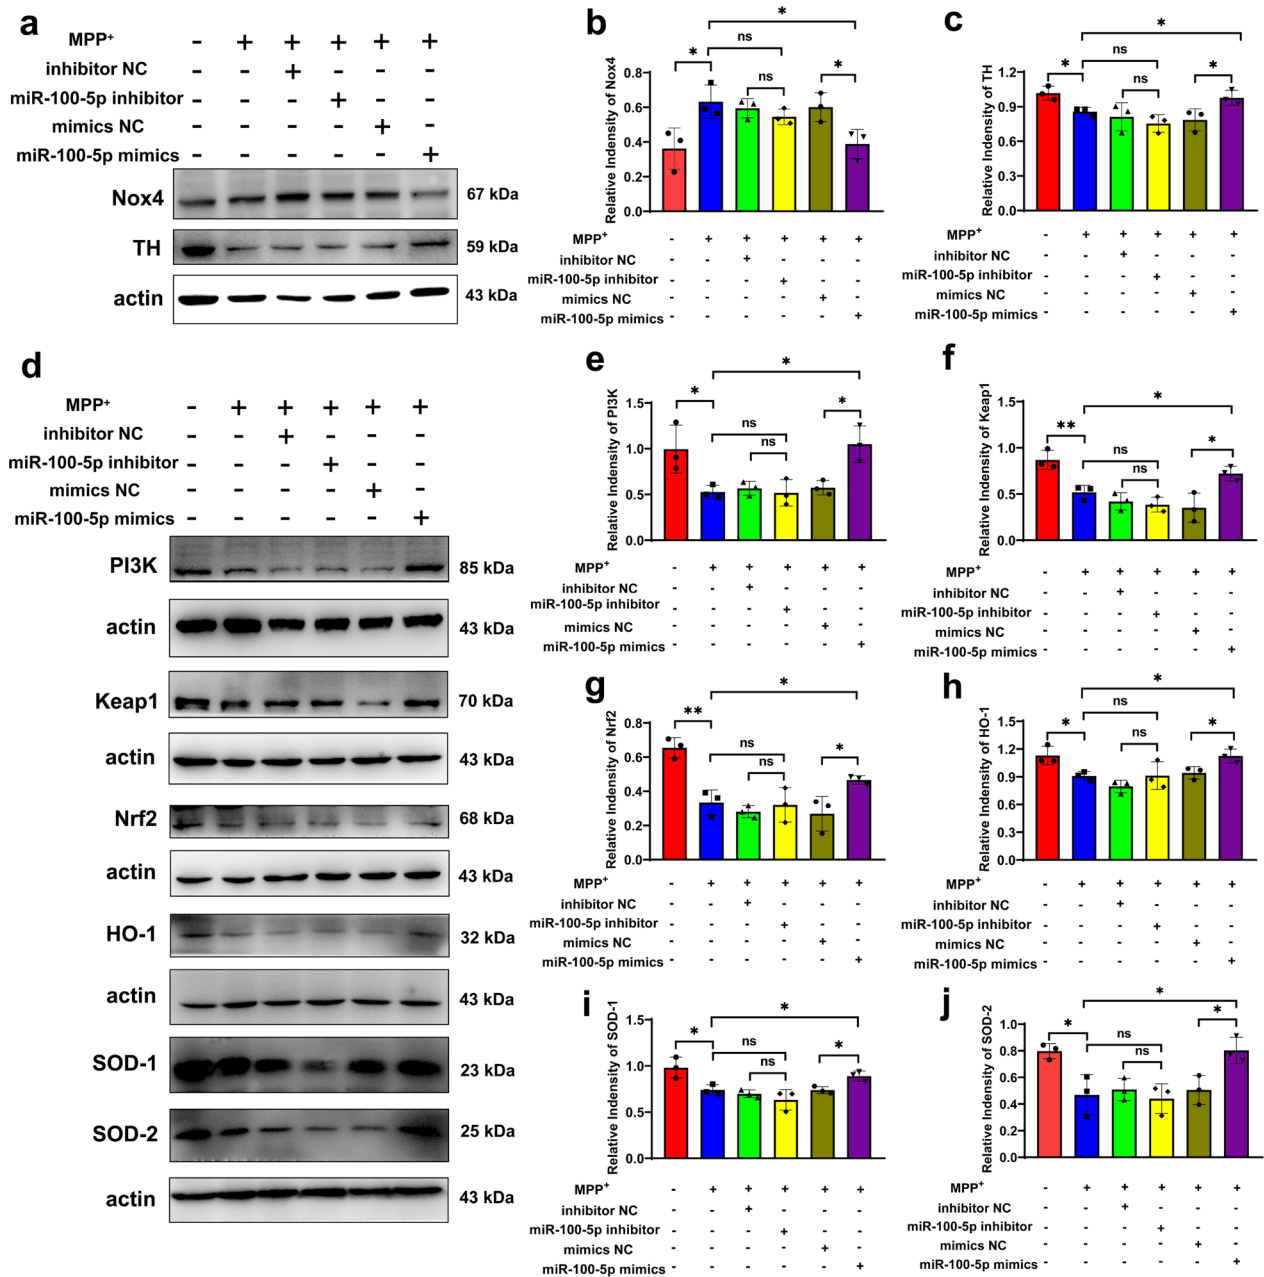 a
MPP+ - + + + + +
inhibitor NC - - + - - -
miR-100-5p inhibitor - - - + - -
mimics NC - - - - + -
miR-100-5p mimics - - - - - +
Nox4 67 kDa
TH 59 kDa
actin 43 kDa
b
Relative Indensity of Nox4
0.8
0.6
0.4
0.2
0.0
*
*
ns
ns
*
MPP+ - + + + + +
inhibitor NC - - + - - -
miR-100-5p inhibitor - - - + - -
mimics NC - - - - + -
miR-100-5p mimics - - - - - +
c
Relative Indensity of TH
1.2
0.9
0.6
0.3
0.0
*
*
ns
ns
*
MPP+ - + + + + +
inhibitor NC - - + - - -
miR-100-5p inhibitor - - - + - -
mimics NC - - - - + -
miR-100-5p mimics - - - - - +
d
MPP+ - + + + + +
inhibitor NC - - + - - -
miR-100-5p inhibitor - - - + - -
mimics NC - - - - + -
miR-100-5p mimics - - - - - +
PI3K 85 kDa
actin 43 kDa
Keap1 70 kDa
actin 43 kDa
Nrf2 68 kDa
actin 43 kDa
HO-1 32 kDa
actin 43 kDa
SOD-1 23 kDa
SOD-2 25 kDa
actin 43 kDa
e
Relative Indensity of PI3K
1.5
1.0
0.5
0.0
*
*
ns
ns
*
MPP+ - + + + + +
inhibitor NC - - + - - -
miR-100-5p inhibitor - - - + - -
mimics NC - - - - + -
miR-100-5p mimics - - - - - +
f
Relative Indensity of Keap1
1.5
1.0
0.5
0.0
*
**
ns
ns
*
MPP+ - + + + + +
inhibitor NC - - + - - -
miR-100-5p inhibitor - - - + - -
mimics NC - - - - + -
miR-100-5p mimics - - - - - +
g
Relative Indensity of Nrf2
0.8
0.6
0.4
0.2
0.0
*
**
ns
ns
*
MPP+ - + + + + +
inhibitor NC - - + - - -
miR-100-5p inhibitor - - - + - -
mimics NC - - - - + -
miR-100-5p mimics - - - - - +
h
Relative Indensity of HO-1
1.5
1.2
0.9
0.6
0.3
0.0
*
ns
*
ns
*
MPP+ - + + + + +
inhibitor NC - - + - - -
miR-100-5p inhibitor - - - + - -
mimics NC - - - - + -
miR-100-5p mimics - - - - - +
i
Relative Indensity of SOD-1
1.5
1.0
0.5
0.0
*
*
ns
ns
*
MPP+ - + + + + +
inhibitor NC - - + - - -
miR-100-5p inhibitor - - - + - -
mimics NC - - - - + -
miR-100-5p mimics - - - - - +
j
Relative Indensity of SOD-2
1.0
0.8
0.6
0.4
0.2
0.0
*
*
ns
ns
*
MPP+ - + + + + +
inhibitor NC - - + - - -
miR-100-5p inhibitor - - - + - -
mimics NC - - - - + -
miR-100-5p mimics - - - - - +